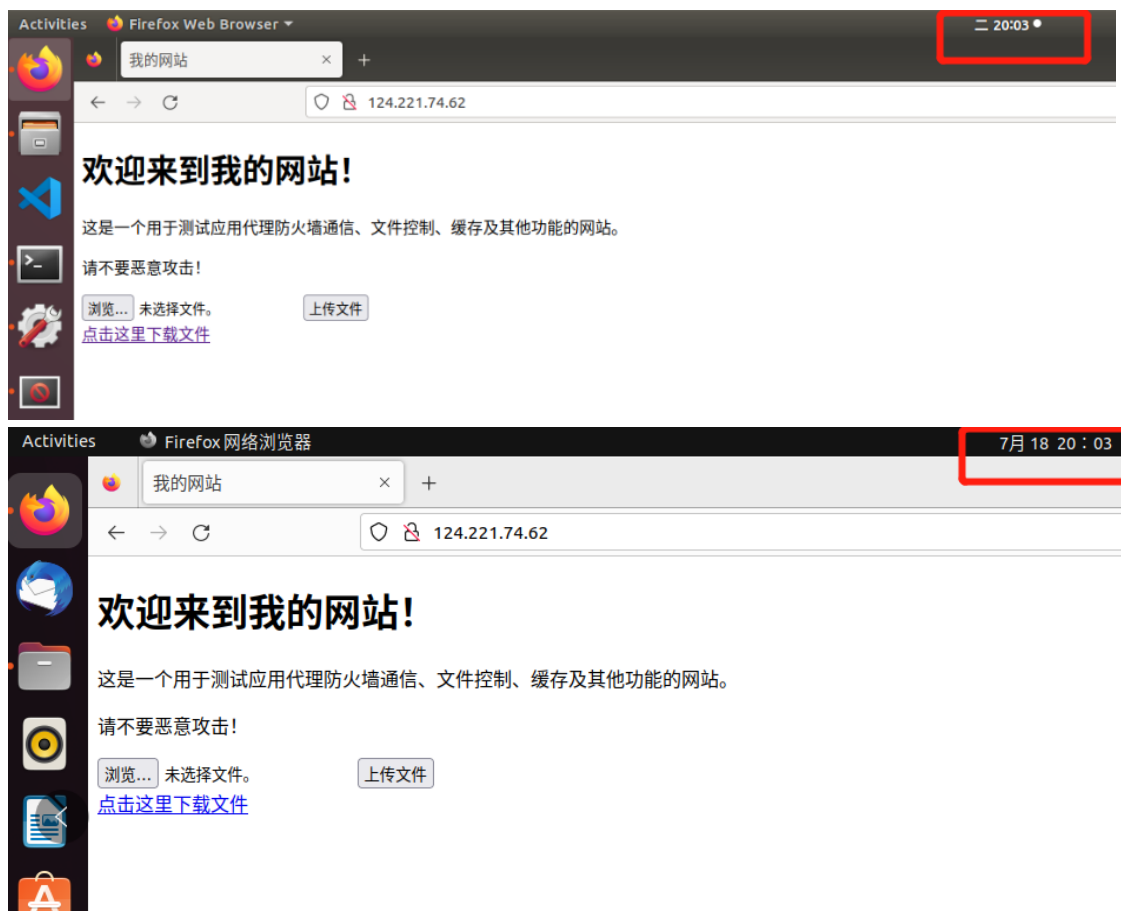 Activities Firefox Web Browser 二 20:03
我的网站
124.221.74.62
欢迎来到我的网站！
这是一个用于测试应用代理防火墙通信、文件控制、缓存及其他功能的网站。
请不要恶意攻击！
浏览... 未选择文件。 上传文件
点击这里下载文件
Activities Firefox 网络浏览器 7月 18 20：03
我的网站
124.221.74.62
欢迎来到我的网站！
这是一个用于测试应用代理防火墙通信、文件控制、缓存及其他功能的网站。
请不要恶意攻击！
浏览... 未选择文件。 上传文件
点击这里下载文件